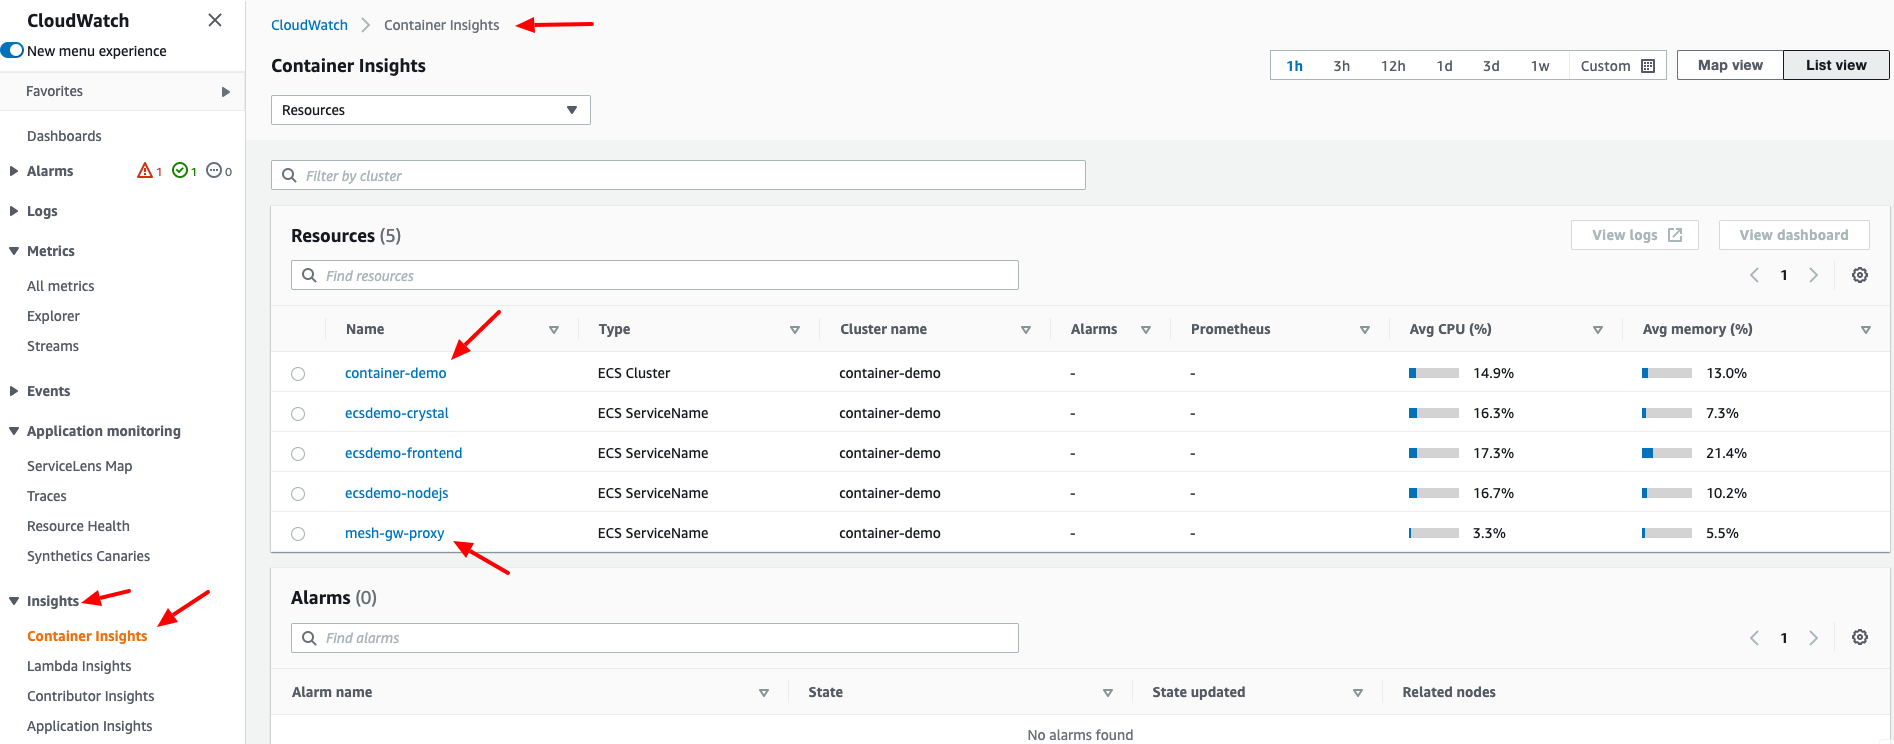 CloudWatch
New menu experience
Favorites
Dashboards
Alarms 1 1 0
Logs
Metrics
All metrics
Explorer
Streams
Events
Application monitoring
ServiceLens Map
Traces
Resource Health
Synthetics Canaries
Insights
Container Insights
Lambda Insights
Contributor Insights
Application Insights
CloudWatch Container Insights
Container Insights
1h 3h 12h 1d 3d 1w Custom Map view List view
Resources
Filter by cluster
Resources (5) View logs View dashboard
Find resources 1
Name Type Cluster name Alarms Prometheus Avg CPU (%) Avg memory (%)
container-demo ECS Cluster container-demo - - 14.9% 13.0%
ecsdemo-crystal ECS ServiceName container-demo - - 16.3% 7.3%
ecsdemo-frontend ECS ServiceName container-demo - - 17.3% 21.4%
ecsdemo-nodejs ECS ServiceName container-demo - - 16.7% 10.2%
mesh-gw-proxy ECS ServiceName container-demo - - 3.3% 5.5%
Alarms (0)
Find alarms 1
Alarm name State State updated Related nodes
No alarms found